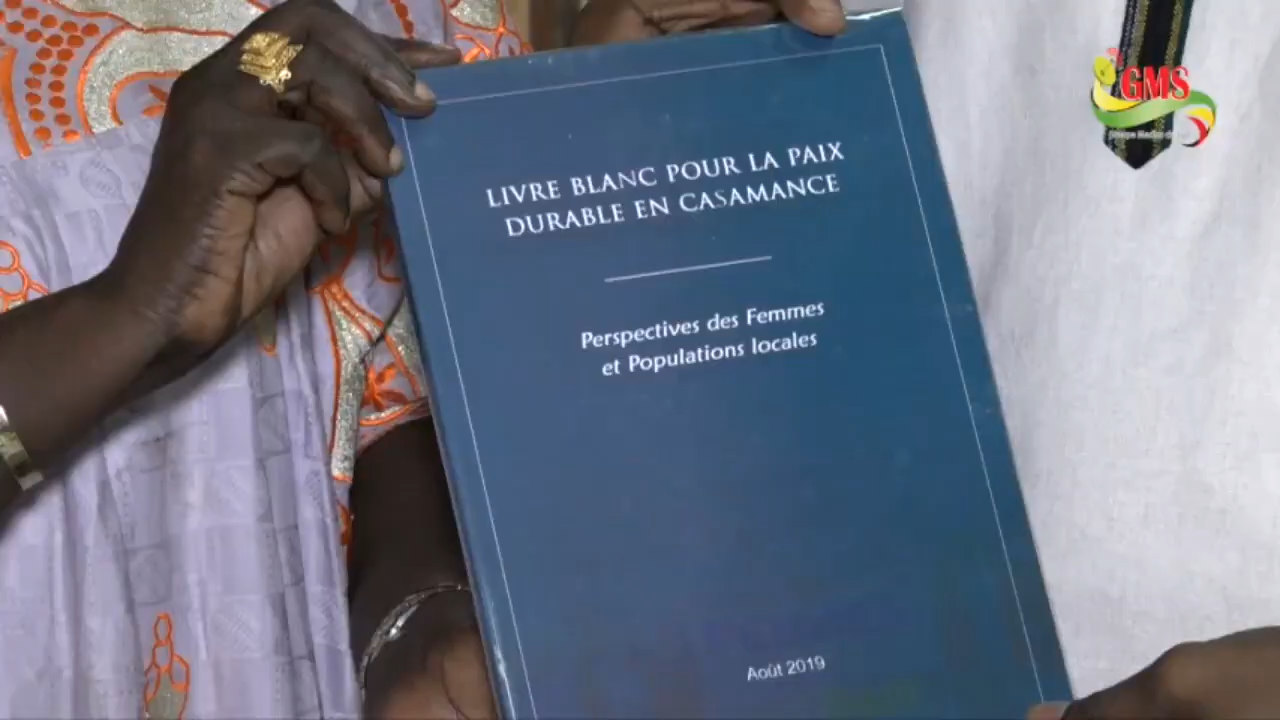 LIVRE BLANC POUR LA PAIX
DURABLE EN CASAMANCE
Perspectives des Femmes
et Populations locales
Août 2019
GMS